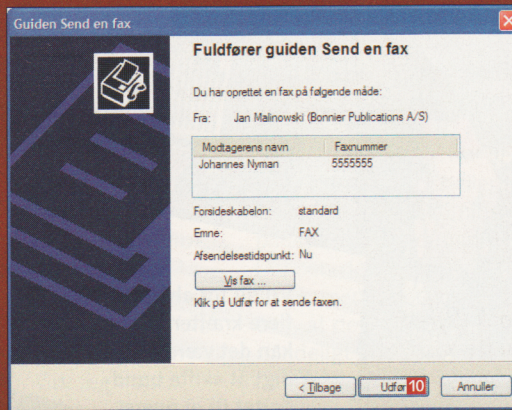 Guiden Send en fax
Fuldfører guiden Send en fax
Du har oprettet en fax på følgende måde:
Fra: Jan Malinowski (Bonnier Publications A/S)
Modtagerens navn Faxnummer
Johannes Nyman 5555555
Forsideskabelon: standard
Emne: FAX
Afsendelsestidspunkt: Nu
Vis fax ...
Klik på Udfør for at sende faxen.
< Tilbage Udfør 10 Annuller